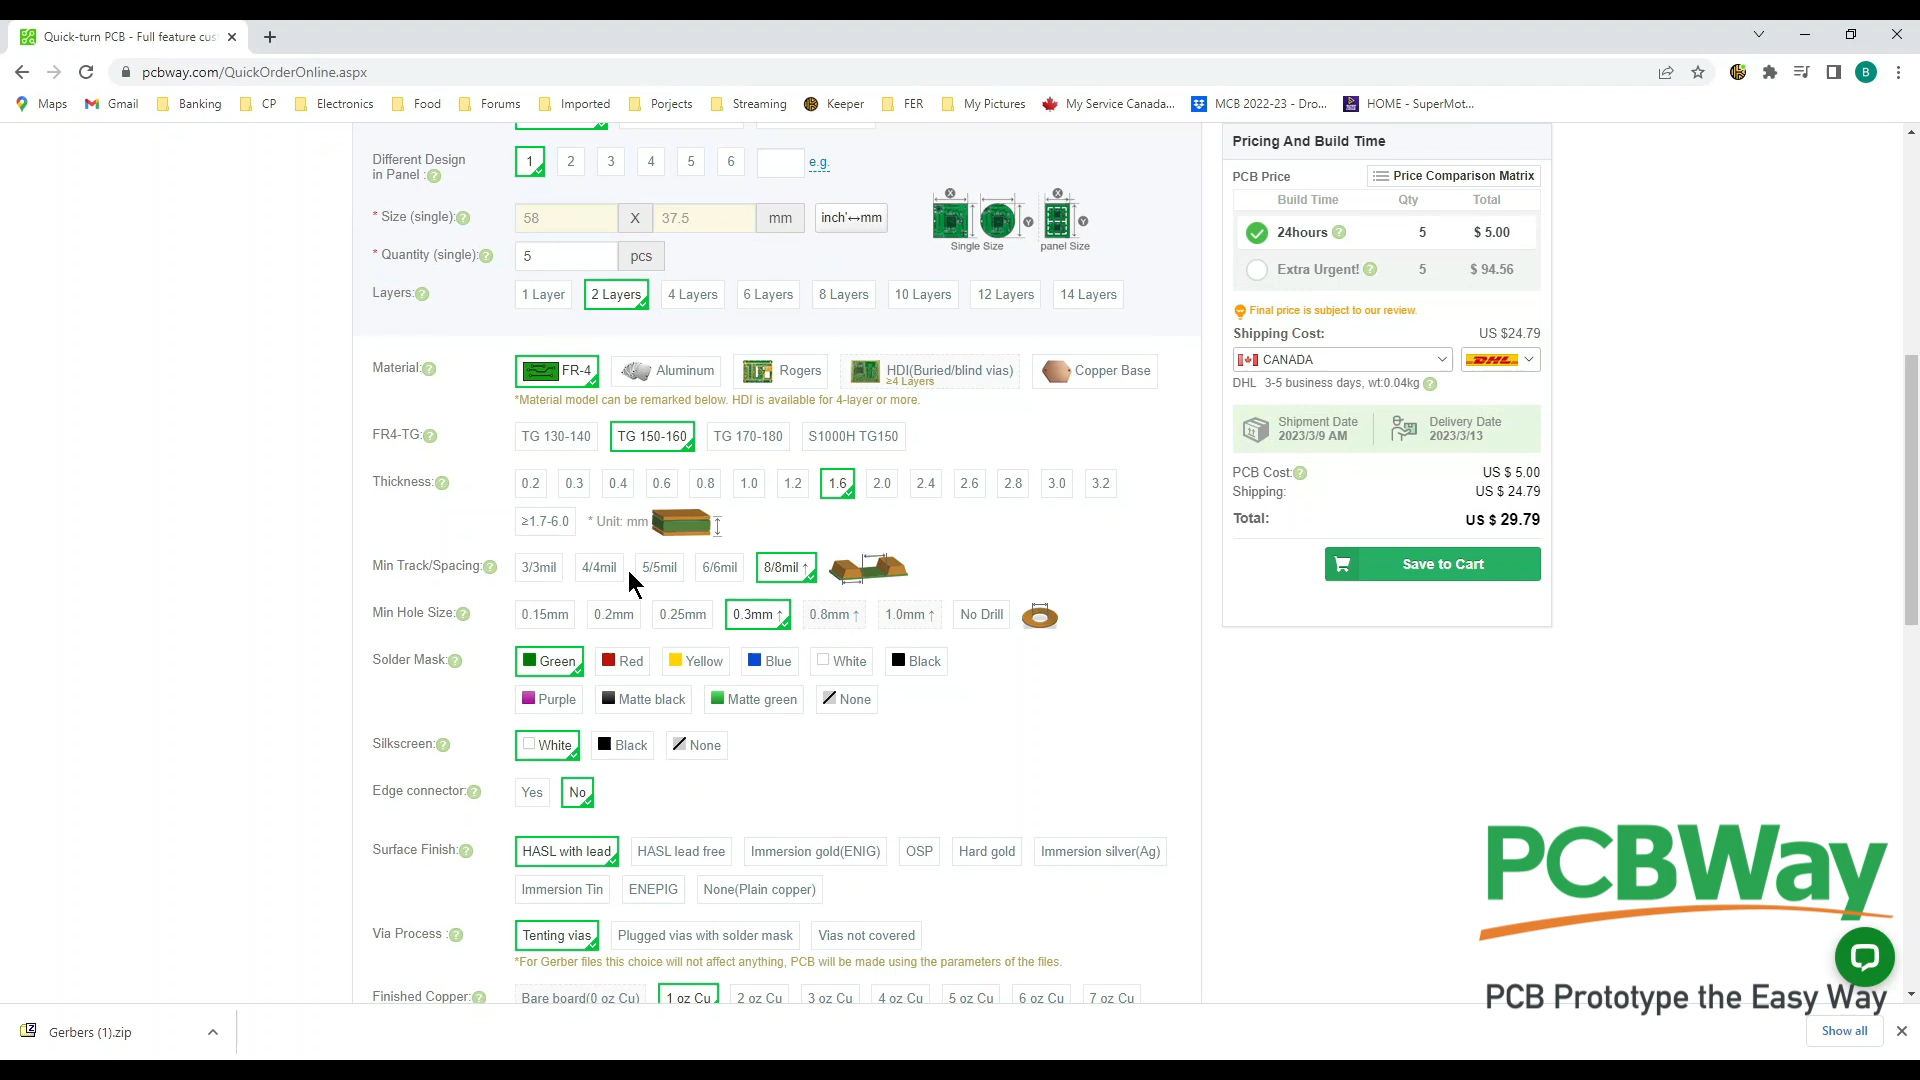 Quick-turn PCB - Full feature cus
pcbway.com/QuickOrderOnline.aspx
B
Maps Gmail Banking CP Electronics Food Forums Imported Porjects Streaming Keeper FER My Pictures My Service Canada... MCB 2022-23 - Dro... HOME - SuperMot...
Different Design
in Panel :?
1 2 3 4 5 6 e.g.
* Size (single):? 58 X 37.5 mm inch'↔mm
X X Y Y
Single Size panel Size
* Quantity (single):? 5 pcs
Layers:? 1 Layer 2 Layers 4 Layers 6 Layers 8 Layers 10 Layers 12 Layers 14 Layers
Material:? FR-4 Aluminum Rogers HDI(Buried/blind vias) Copper Base
≥4 Layers
*Material model can be remarked below. HDI is available for 4-layer or more.
FR4-TG:? TG 130-140 TG 150-160 TG 170-180 S1000H TG150
Thickness:? 0.2 0.3 0.4 0.6 0.8 1.0 1.2 1.6 2.0 2.4 2.6 2.8 3.0 3.2
≥1.7-6.0 * Unit: mm
Min Track/Spacing:? 3/3mil 4/4mil 5/5mil 6/6mil 8/8mil ↑
Min Hole Size:? 0.15mm 0.2mm 0.25mm 0.3mm ↑ 0.8mm ↑ 1.0mm ↑ No Drill
Solder Mask:? Green Red Yellow Blue White Black
Purple Matte black Matte green None
Silkscreen:? White Black None
Edge connector:? Yes No
Surface Finish:? HASL with lead HASL lead free Immersion gold(ENIG) OSP Hard gold Immersion silver(Ag)
Immersion Tin ENEPIG None(Plain copper)
Via Process :? Tenting vias Plugged vias with solder mask Vias not covered
*For Gerber files this choice will not affect anything, PCB will be made using the parameters of the files.
Finished Copper:? Bare board(0 oz Cu) 1 oz Cu 2 oz Cu 3 oz Cu 4 oz Cu 5 oz Cu 6 oz Cu 7 oz Cu
Pricing And Build Time
PCB Price Price Comparison Matrix
Build Time Qty Total
24hours ? 5 $ 5.00
Extra Urgent! ? 5 $ 94.56
Final price is subject to our review.
Shipping Cost: US $24.79
CANADA DHL
DHL 3-5 business days, wt:0.04kg ?
Shipment Date Delivery Date
2023/3/9 AM 2023/3/13
PCB Cost:? US $ 5.00
Shipping: US $ 24.79
Total: US $ 29.79
Save to Cart
PCBWay
PCB Prototype the Easy Way
Gerbers (1).zip
Show all